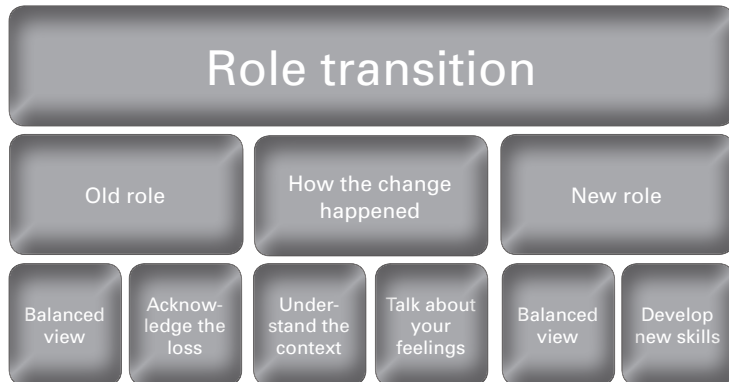 Role transition
Old role
How the change
happened
New role
Balanced
view
Acknow-
ledge the
loss
Under-
stand the
context
Talk about
your
feelings
Balanced
view
Develop
new skills